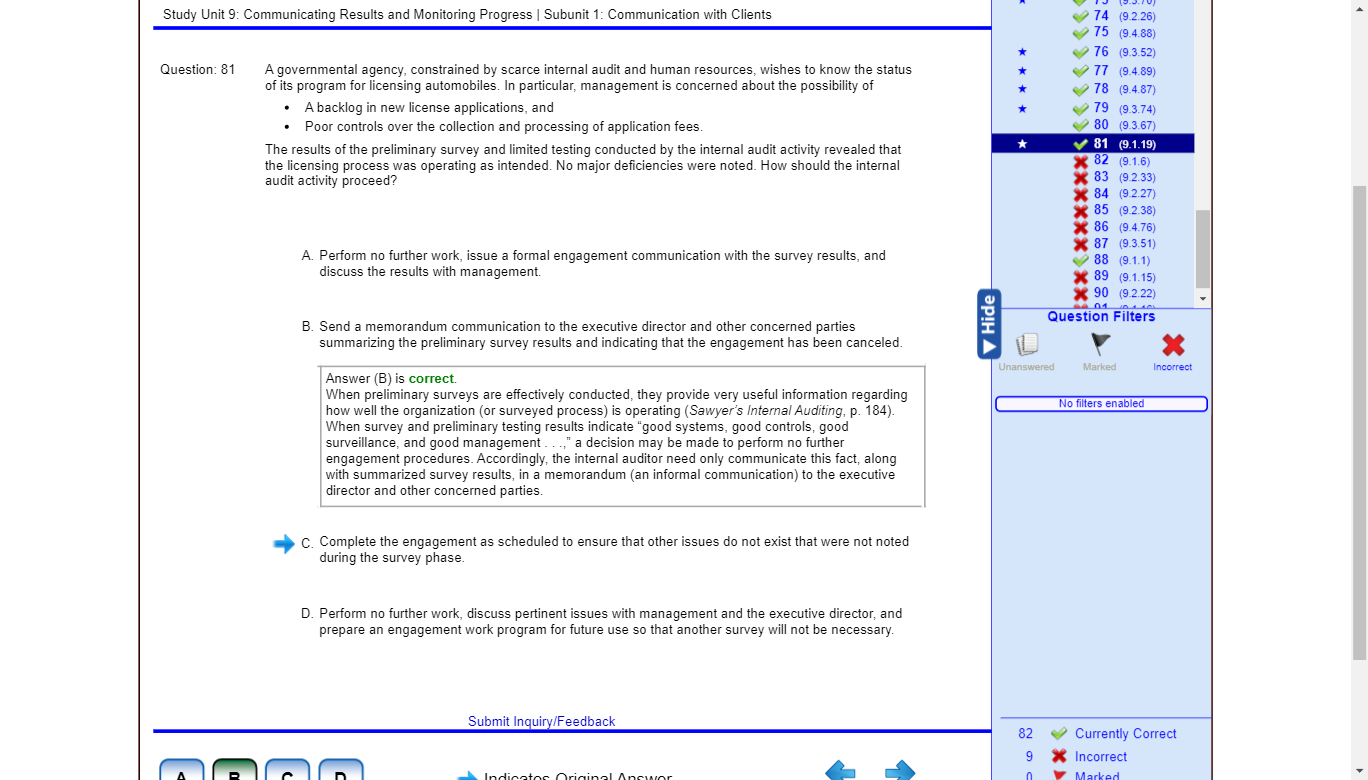 Study Unit 9: Communicating Results and Monitoring Progress | Subunit 1: Communication with Clients
Question: 81
A governmental agency, constrained by scarce internal audit and human resources, wishes to know the status
of its program for licensing automobiles. In particular, management is concerned about the possibility of
• A backlog in new license applications, and
• Poor controls over the collection and processing of application fees.
The results of the preliminary survey and limited testing conducted by the internal audit activity revealed that
the licensing process was operating as intended. No major deficiencies were noted. How should the internal
audit activity proceed?
A. Perform no further work, issue a formal engagement communication with the survey results, and
discuss the results with management.
B. Send a memorandum communication to the executive director and other concerned parties
summarizing the preliminary survey results and indicating that the engagement has been canceled.
Answer (B) is correct.
When preliminary surveys are effectively conducted, they provide very useful information regarding
how well the organization (or surveyed process) is operating (Sawyer's Internal Auditing, p. 184).
When survey and preliminary testing results indicate “good systems, good controls, good
surveillance, and good management . . .,” a decision may be made to perform no further
engagement procedures. Accordingly, the internal auditor need only communicate this fact, along
with summarized survey results, in a memorandum (an informal communication) to the executive
director and other concerned parties.
C. Complete the engagement as scheduled to ensure that other issues do not exist that were not noted
during the survey phase.
D. Perform no further work, discuss pertinent issues with management and the executive director, and
prepare an engagement work program for future use so that another survey will not be necessary.
Submit Inquiry/Feedback
A B C D
Indicates Original Answer
74 (9.2.26)
75 (9.4.88)
76 (9.3.52)
77 (9.4.89)
78 (9.4.87)
79 (9.3.74)
80 (9.3.67)
81 (9.1.19)
82 (9.1.6)
83 (9.2.33)
84 (9.2.27)
85 (9.2.38)
86 (9.4.76)
87 (9.3.51)
88 (9.1.1)
89 (9.1.15)
90 (9.2.22)
Hide
Question Filters
Unanswered Marked Incorrect
No filters enabled
82 Currently Correct
9 Incorrect
0 Marked